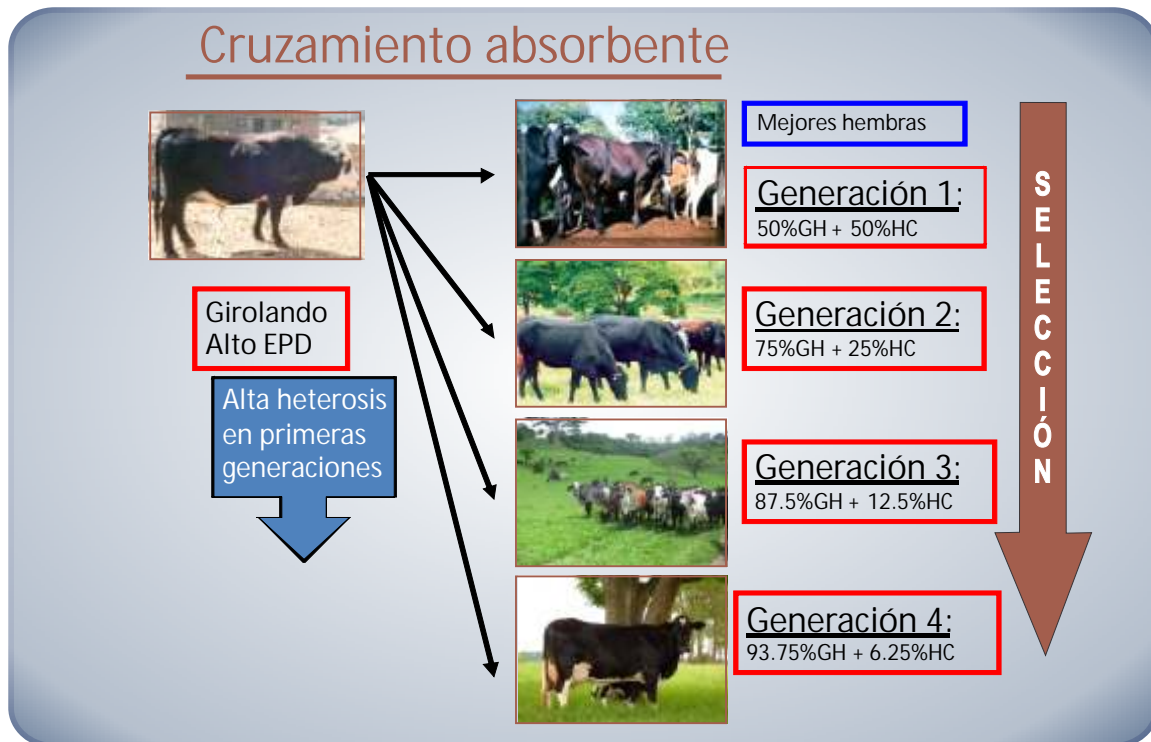 Cruzamiento absorbente
Mejores hembras
Generación 1:
50%GH + 50%HC
Girolando
Alto EPD
Generación 2:
75%GH + 25%HC
Alta heterosis
en primeras
generaciones
Generación 3:
87.5%GH + 12.5%HC
Generación 4:
93.75%GH + 6.25%HC
SELECCIÓN